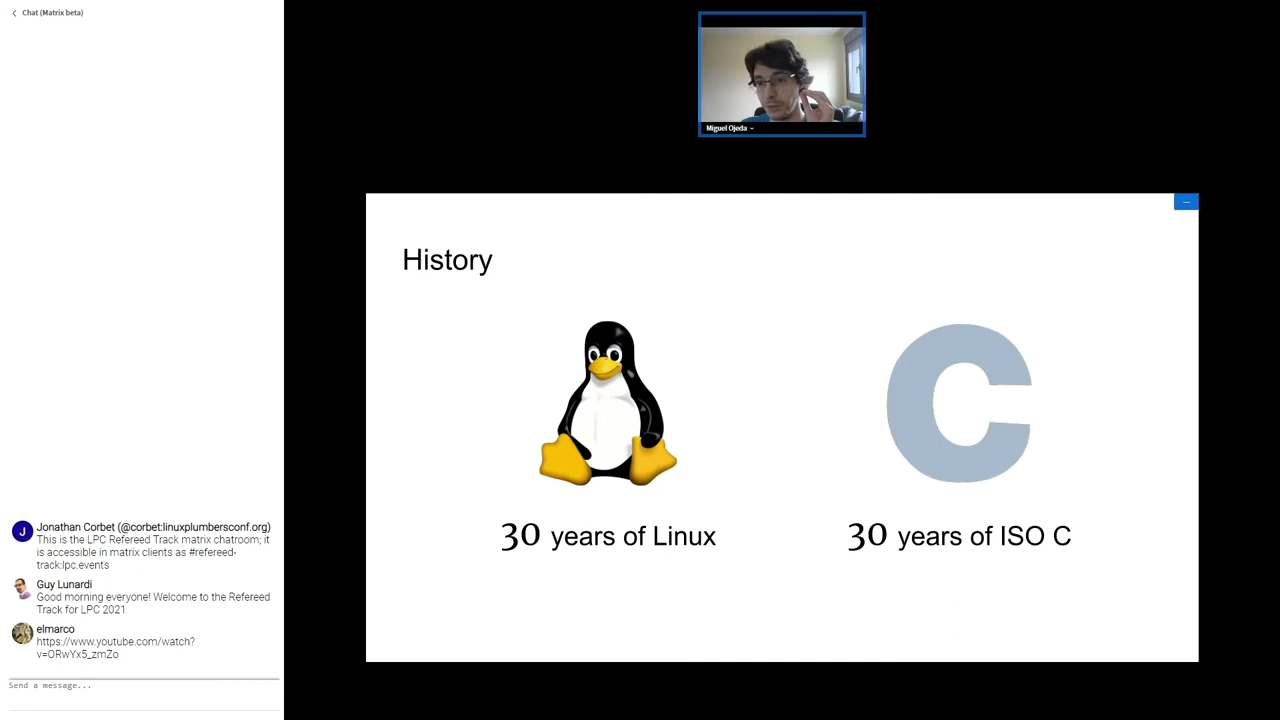 Chat (Matrix beta)
Miguel Ojeda
History
C
30 years of Linux
30 years of ISO C
J
Jonathan Corbet (@corbet:linuxplumbersconf.org)
This is the LPC Refereed Track matrix chatroom; it
is accessible in matrix clients as #refereed-
track:lpc.events
Guy Lunardi
Good morning everyone! Welcome to the Refereed
Track for LPC 2021
elmarco
https://www.youtube.com/watch?
v=ORwYx5_zmZo
Send a message...